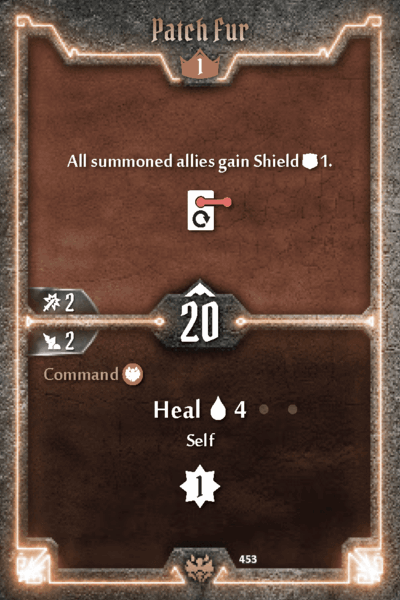 Patch Fur
1
All summoned allies gain Shield 1.
2
20
2
Command
Heal 4
Self
1
453